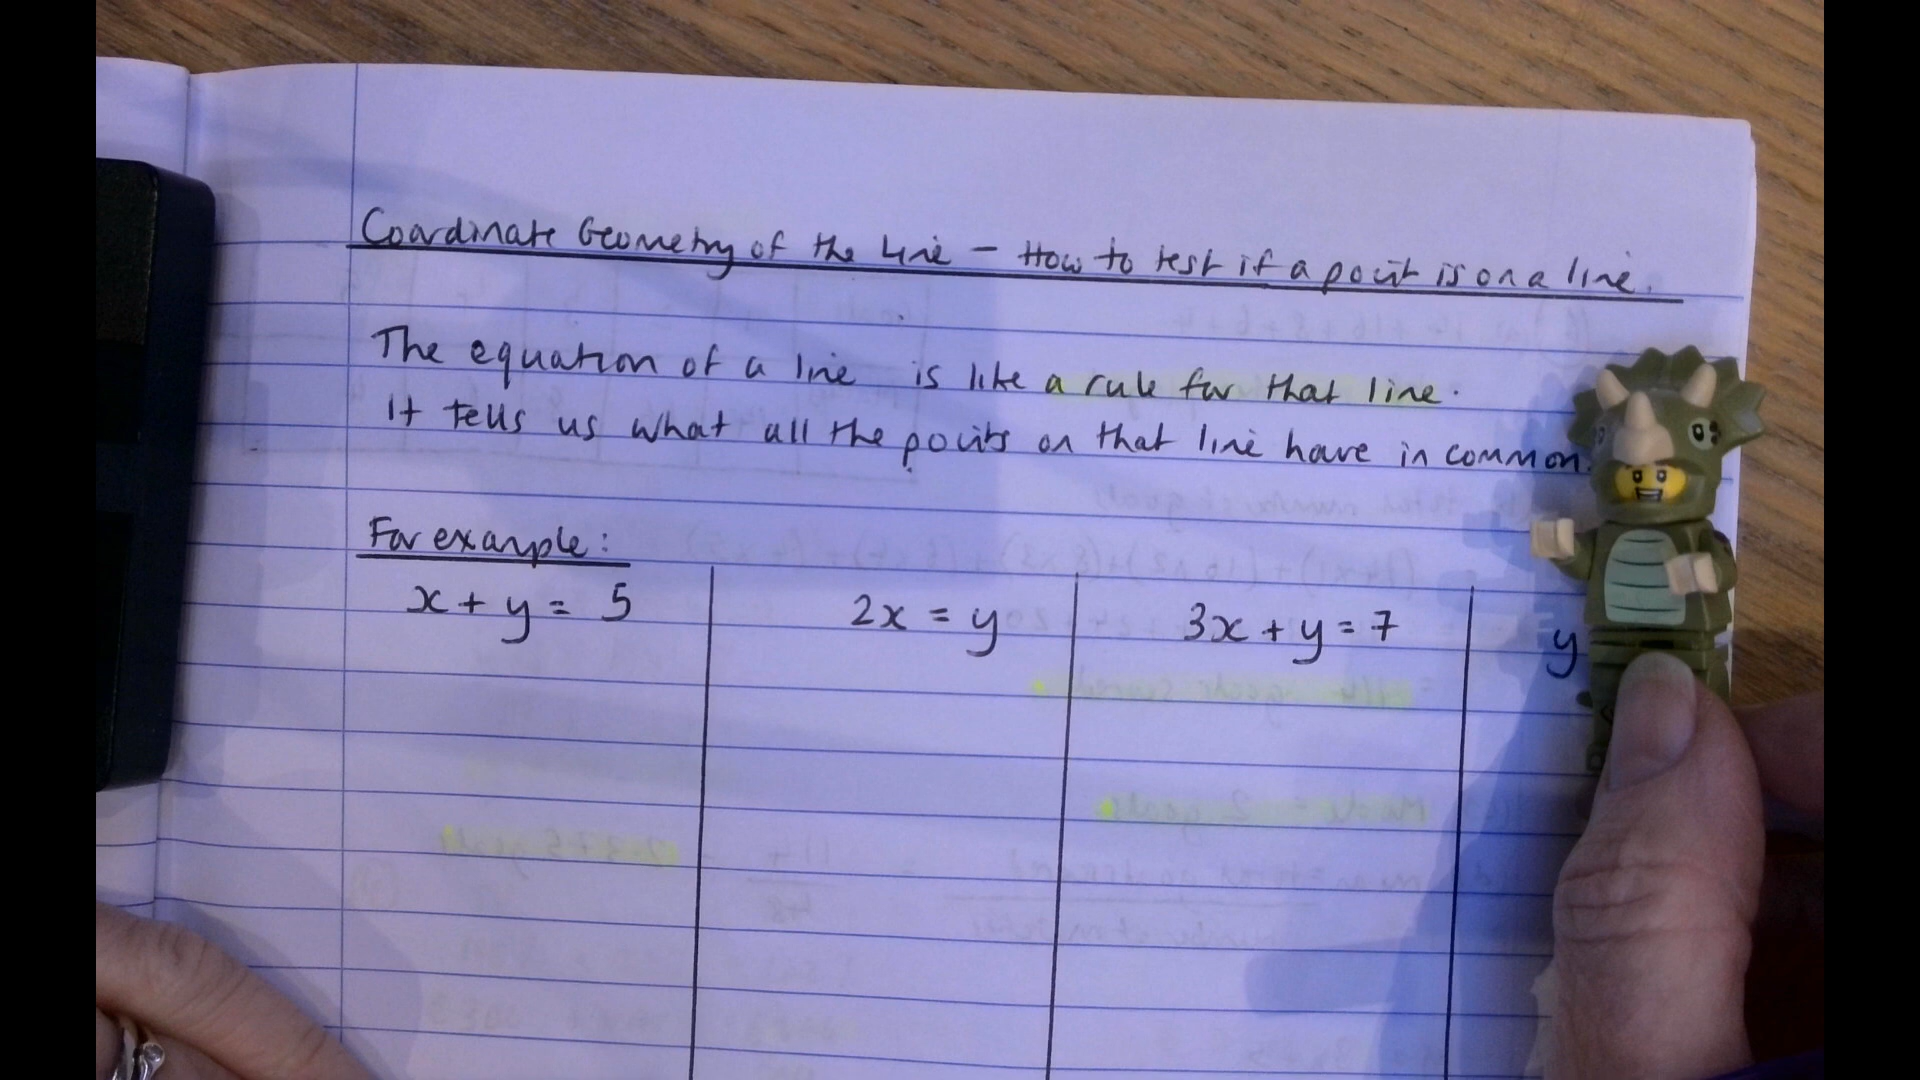 Coordinate Geometry of the Line - How to test if a point is on a line.
The equation of a line is like a rule for that line.
It tells us what all the points on that line have in common.
For example:
x + y = 5
2x = y
3x + y = 7
y